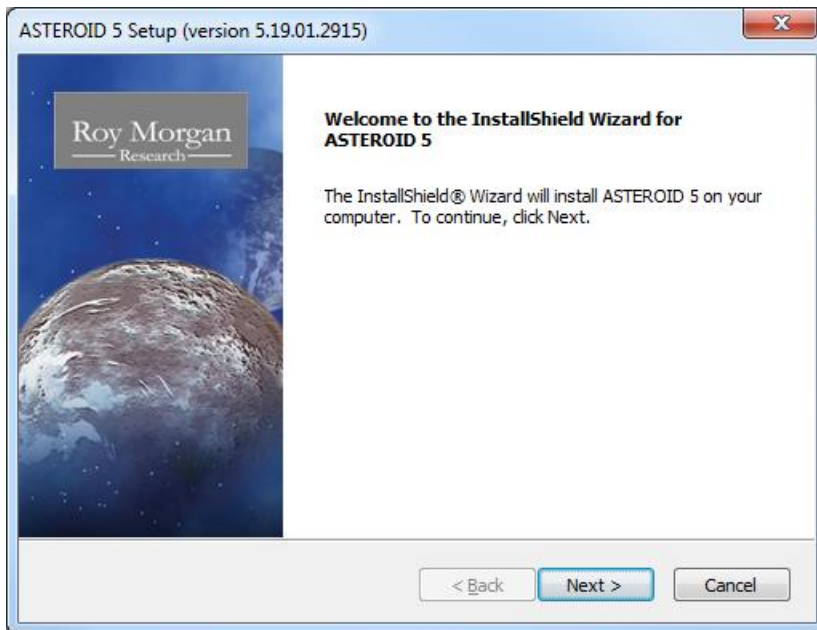 ASTEROID 5 Setup (version 5.19.01.2915)
Roy Morgan
Research
Welcome to the InstallShield Wizard for
ASTEROID 5
The InstallShield® Wizard will install ASTEROID 5 on your
computer. To continue, click Next.
< Back Next > Cancel